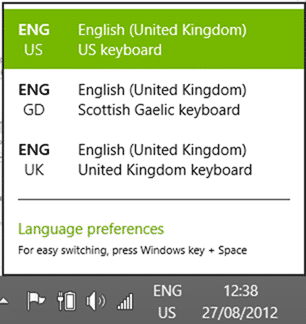 ENG English (United Kingdom)
US US keyboard
ENG English (United Kingdom)
GD Scottish Gaelic keyboard
ENG English (United Kingdom)
UK United Kingdom keyboard
Language preferences
For easy switching, press Windows key + Space
ENG 12:38
US 27/08/2012